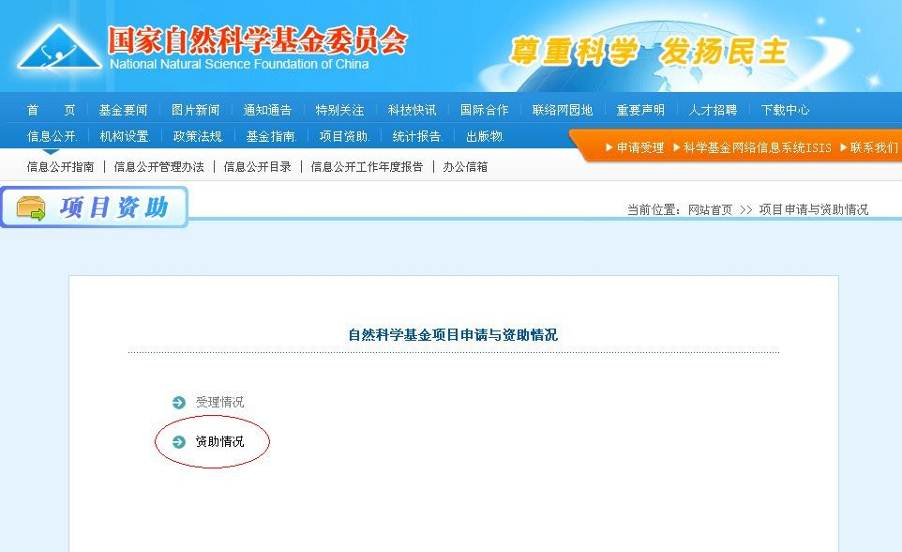 国家自然科学基金委员会
National Natural Science Foundation of China
尊重科学 发扬民主
首 页 基金要闻 图片新闻 通知通告 特别关注 科技快讯 国际合作 联络网园地 重要声明 人才招聘 下载中心
信息公开 机构设置 政策法规 基金指南 项目资助 统计报告 出版物
申请受理 科学基金网络信息系统ISIS 联系我们
信息公开指南 | 信息公开管理办法 | 信息公开目录 | 信息公开工作年度报告 | 办公信箱
项目资助
当前位置：网站首页 >> 项目申请与资助情况
自然科学基金项目申请与资助情况
受理情况
资助情况